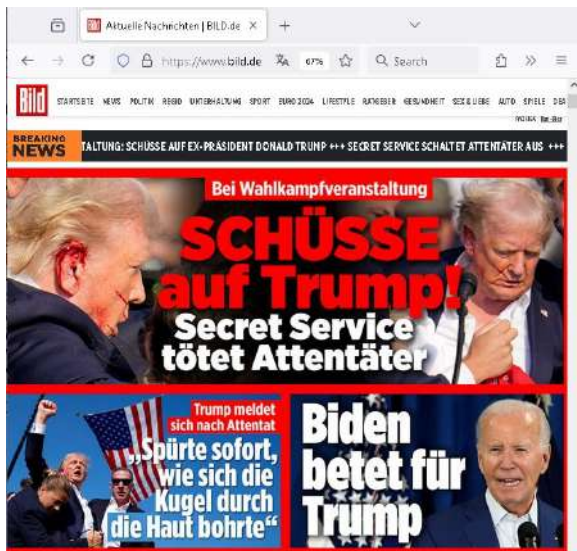 Aktuelle Nachrichten | BILD.de × +
https://www.bild.de 67% Search
Bild STARTSEITE NEWS POLITIK REGIO UNTERHALTUNG SPORT EURO 2024 LIFESTYLE RATGEBER GESUNDHEIT SEX & LIEBE AUTO SPIELE
BREAKING
NEWS TALTUNG: SCHÜSSE AUF EX-PRÄSIDENT DONALD TRUMP +++ SECRET SERVICE SCHALTET ATTENTÄTER AUS +++
Bei Wahlkampfveranstaltung
SCHÜSSE
auf Trump!
Secret Service
tötet Attentäter
Trump meldet
sich nach Attentat
„Spürte sofort,
wie sich die
Kugel durch
die Haut bohrte“
Biden
betet für
Trump